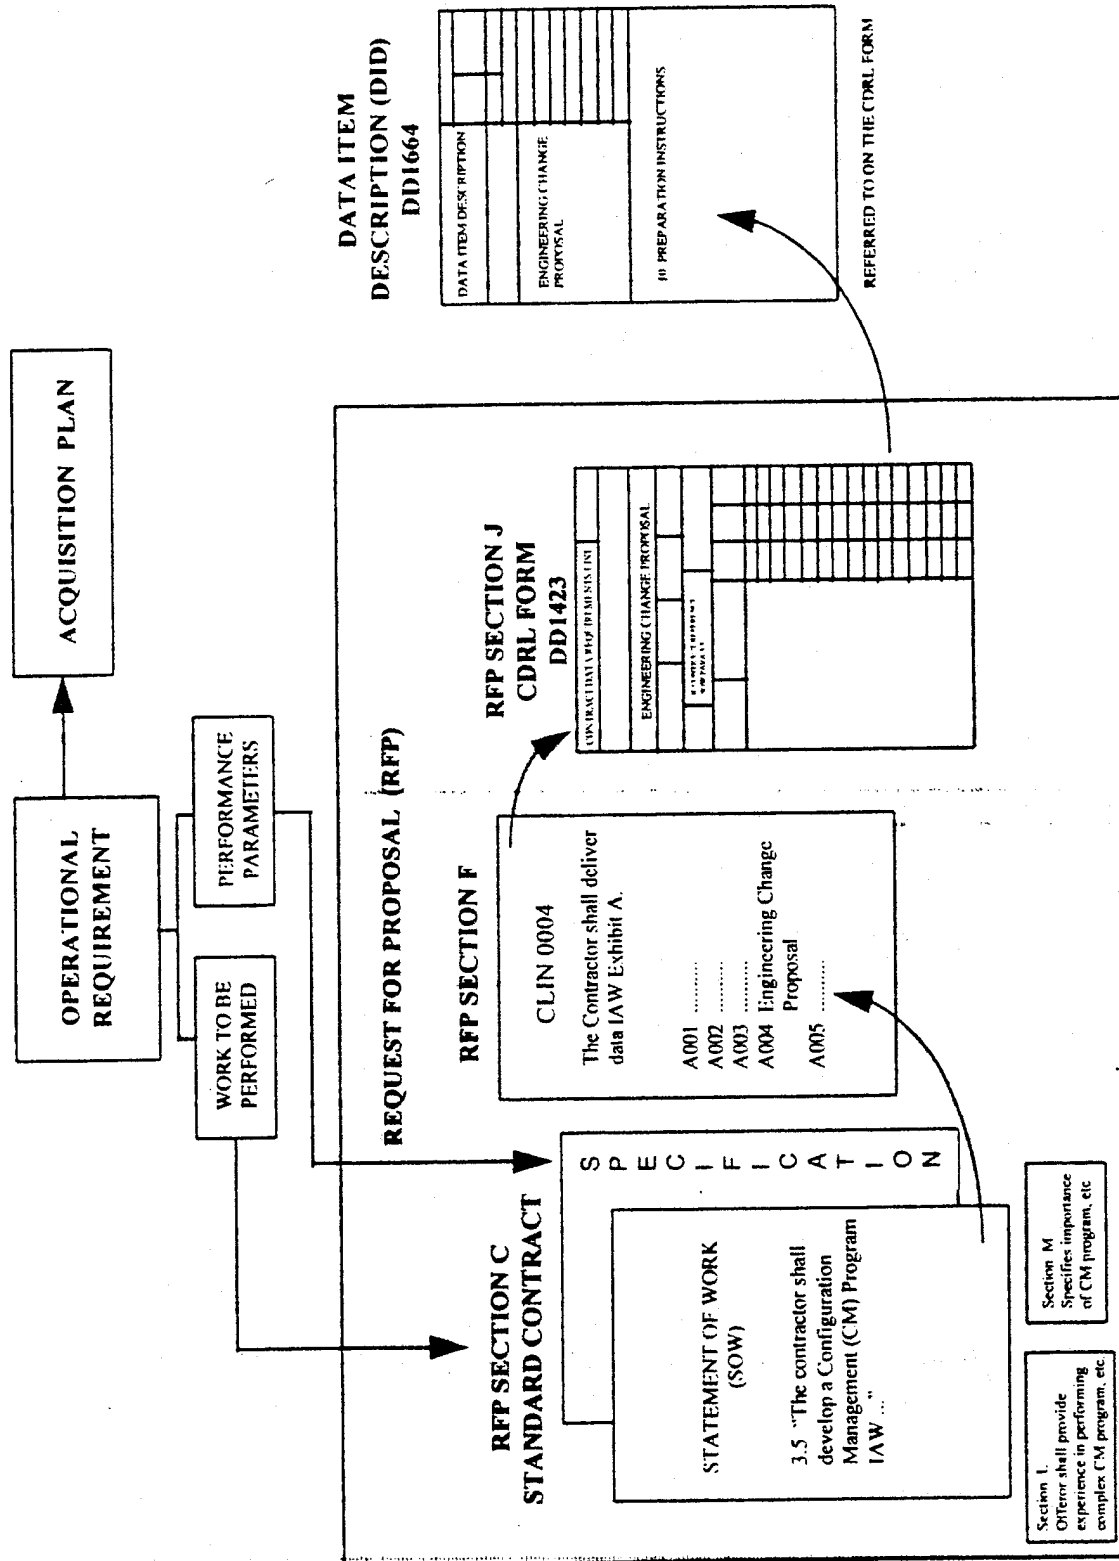 OPERATIONAL
REQUIREMENT
ACQUISITION PLAN
WORK TO BE
PERFORMED
PERFORMANCE
PARAMETERS
REQUEST FOR PROPOSAL (RFP)
RFP SECTION C
STANDARD CONTRACT
SPECIFICATION
STATEMENT OF WORK
(SOW)
3.5 "The contractor shall
develop a Configuration
Management (CM) Program
IAW ..."
Section L
Offeror shall provide
experience in performing
complex CM program, etc.
Section M
Specifies importance
of CM program, etc
RFP SECTION F
CLIN 0004
The Contractor shall deliver
data IAW Exhibit A.
A001 ..........
A002 ..........
A003 ..........
A004 Engineering Change
Proposal
A005 ..........
RFP SECTION J
CDRL FORM
DD1423
CONTRACT DATA REQUIREMENTS LIST
ENGINEERING CHANGE PROPOSAL
DATA ITEM
DESCRIPTION (DID)
DD1664
DATA ITEM DESCRIPTION
ENGINEERING CHANGE
PROPOSAL
10 PREPARATION INSTRUCTIONS
REFERRED TO ON THE CDRL FORM